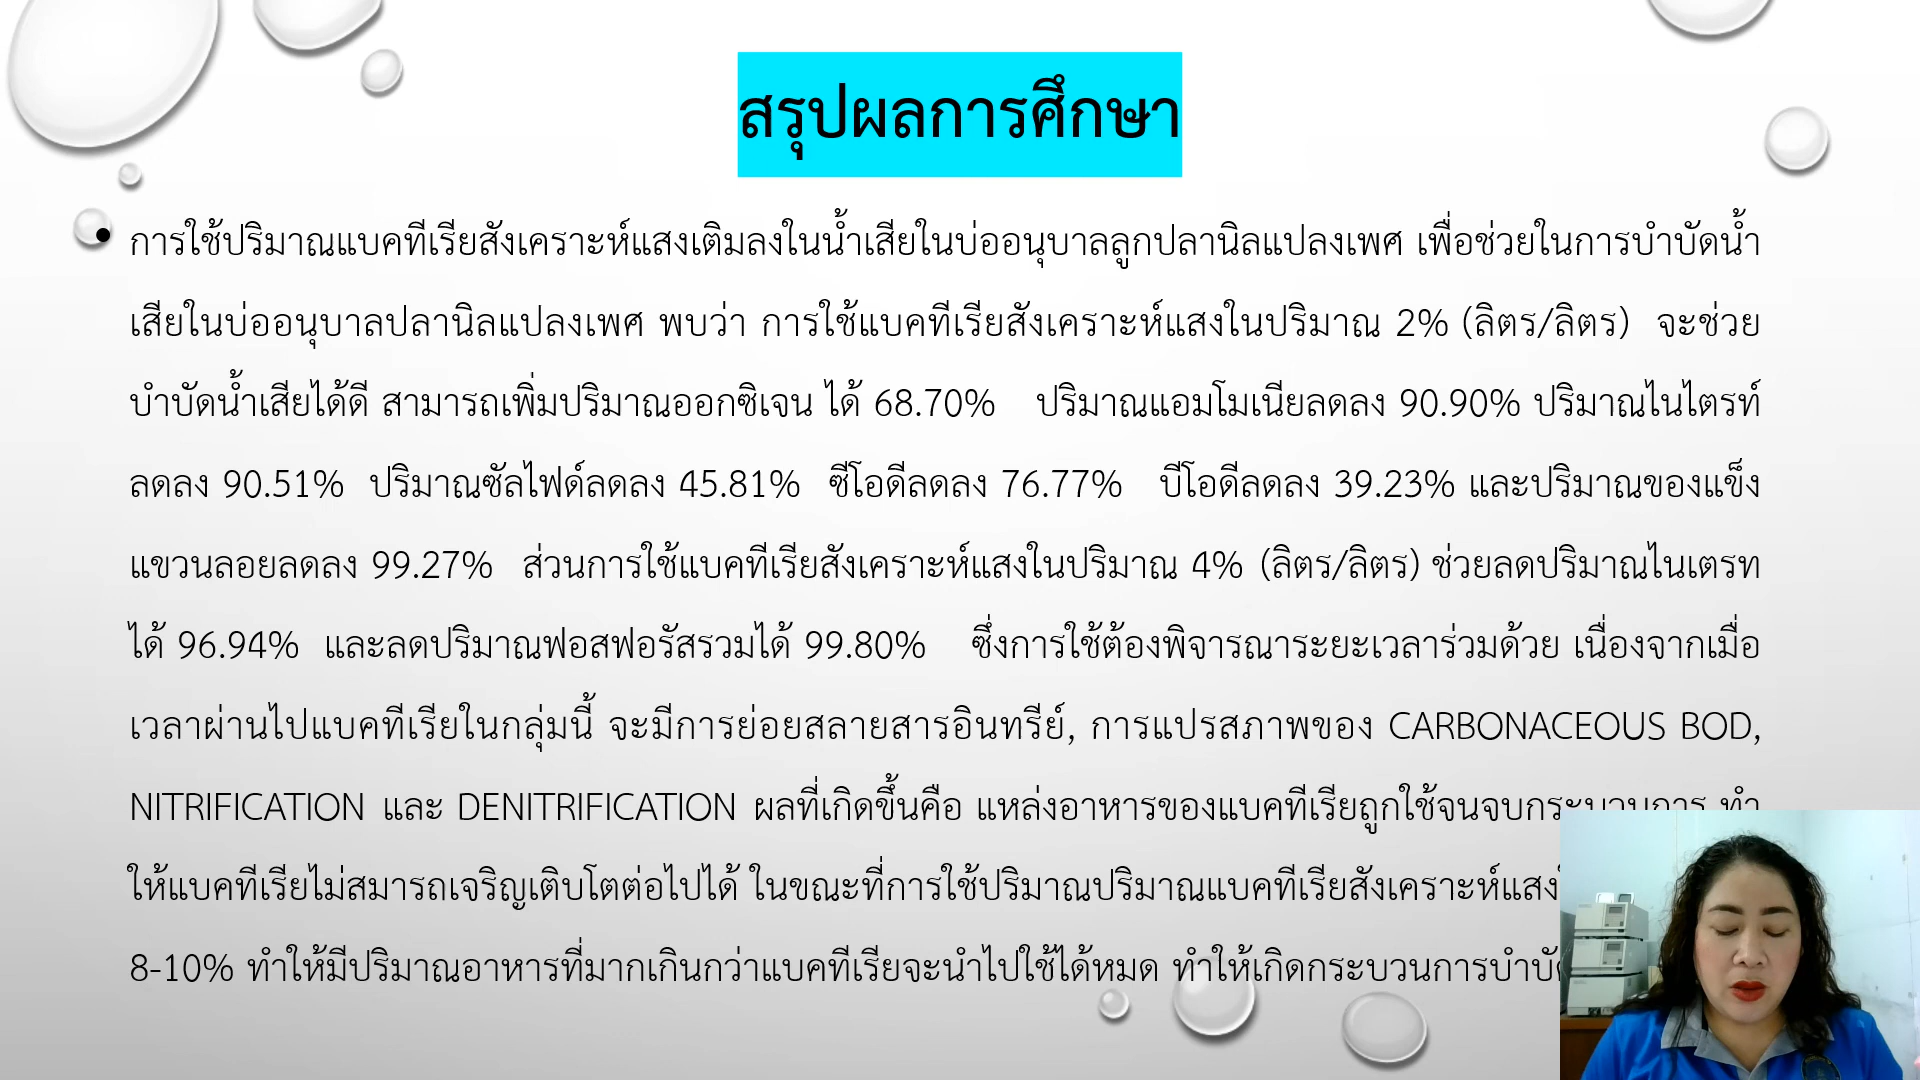 สรุปผลการศึกษา
• การใช้ปริมาณแบคทีเรียสังเคราะห์แสงเติมลงในน้ำเสียในบ่ออนุบาลลูกปลานิลแปลงเพศ เพื่อช่วยในการบำบัดน้ำ
เสียในบ่ออนุบาลปลานิลแปลงเพศ พบว่า การใช้แบคทีเรียสังเคราะห์แสงในปริมาณ 2% (ลิตร/ลิตร) จะช่วย
บำบัดน้ำเสียได้ดี สามารถเพิ่มปริมาณออกซิเจน ได้ 68.70% ปริมาณแอมโมเนียลดลง 90.90% ปริมาณไนไตรท์
ลดลง 90.51% ปริมาณซัลไฟด์ลดลง 45.81% ซีโอดีลดลง 76.77% บีโอดีลดลง 39.23% และปริมาณของแข็ง
แขวนลอยลดลง 99.27% ส่วนการใช้แบคทีเรียสังเคราะห์แสงในปริมาณ 4% (ลิตร/ลิตร) ช่วยลดปริมาณไนเตรท
ได้ 96.94% และลดปริมาณฟอสฟอรัสรวมได้ 99.80% ซึ่งการใช้ต้องพิจารณาระยะเวลาร่วมด้วย เนื่องจากเมื่อ
เวลาผ่านไปแบคทีเรียในกลุ่มนี้ จะมีการย่อยสลายสารอินทรีย์, การแปรสภาพของ CARBONACEOUS BOD,
NITRIFICATION และ DENITRIFICATION ผลที่เกิดขึ้นคือ แหล่งอาหารของแบคทีเรียถูกใช้จนจบกระบวนการ ทำ
ให้แบคทีเรียไม่สมารถเจริญเติบโตต่อไปได้ ในขณะที่การใช้ปริมาณปริมาณแบคทีเรียสังเคราะห์แสง
8-10% ทำให้มีปริมาณอาหารที่มากเกินกว่าแบคทีเรียจะนำไปใช้ได้หมด ทำให้เกิดกระบวนการ